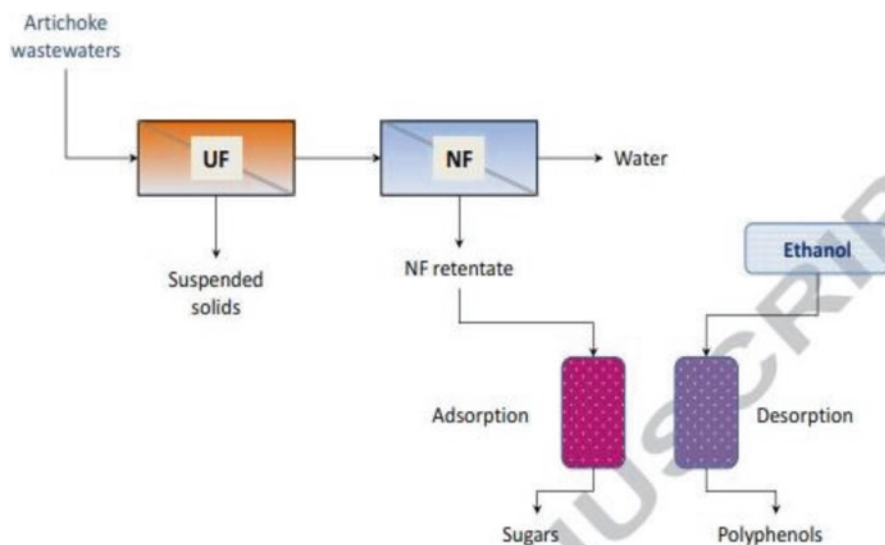 Artichoke
wastewaters
UF
NF
Water
Suspended
solids
NF retentate
Ethanol
Adsorption
Desorption
Sugars
Polyphenols